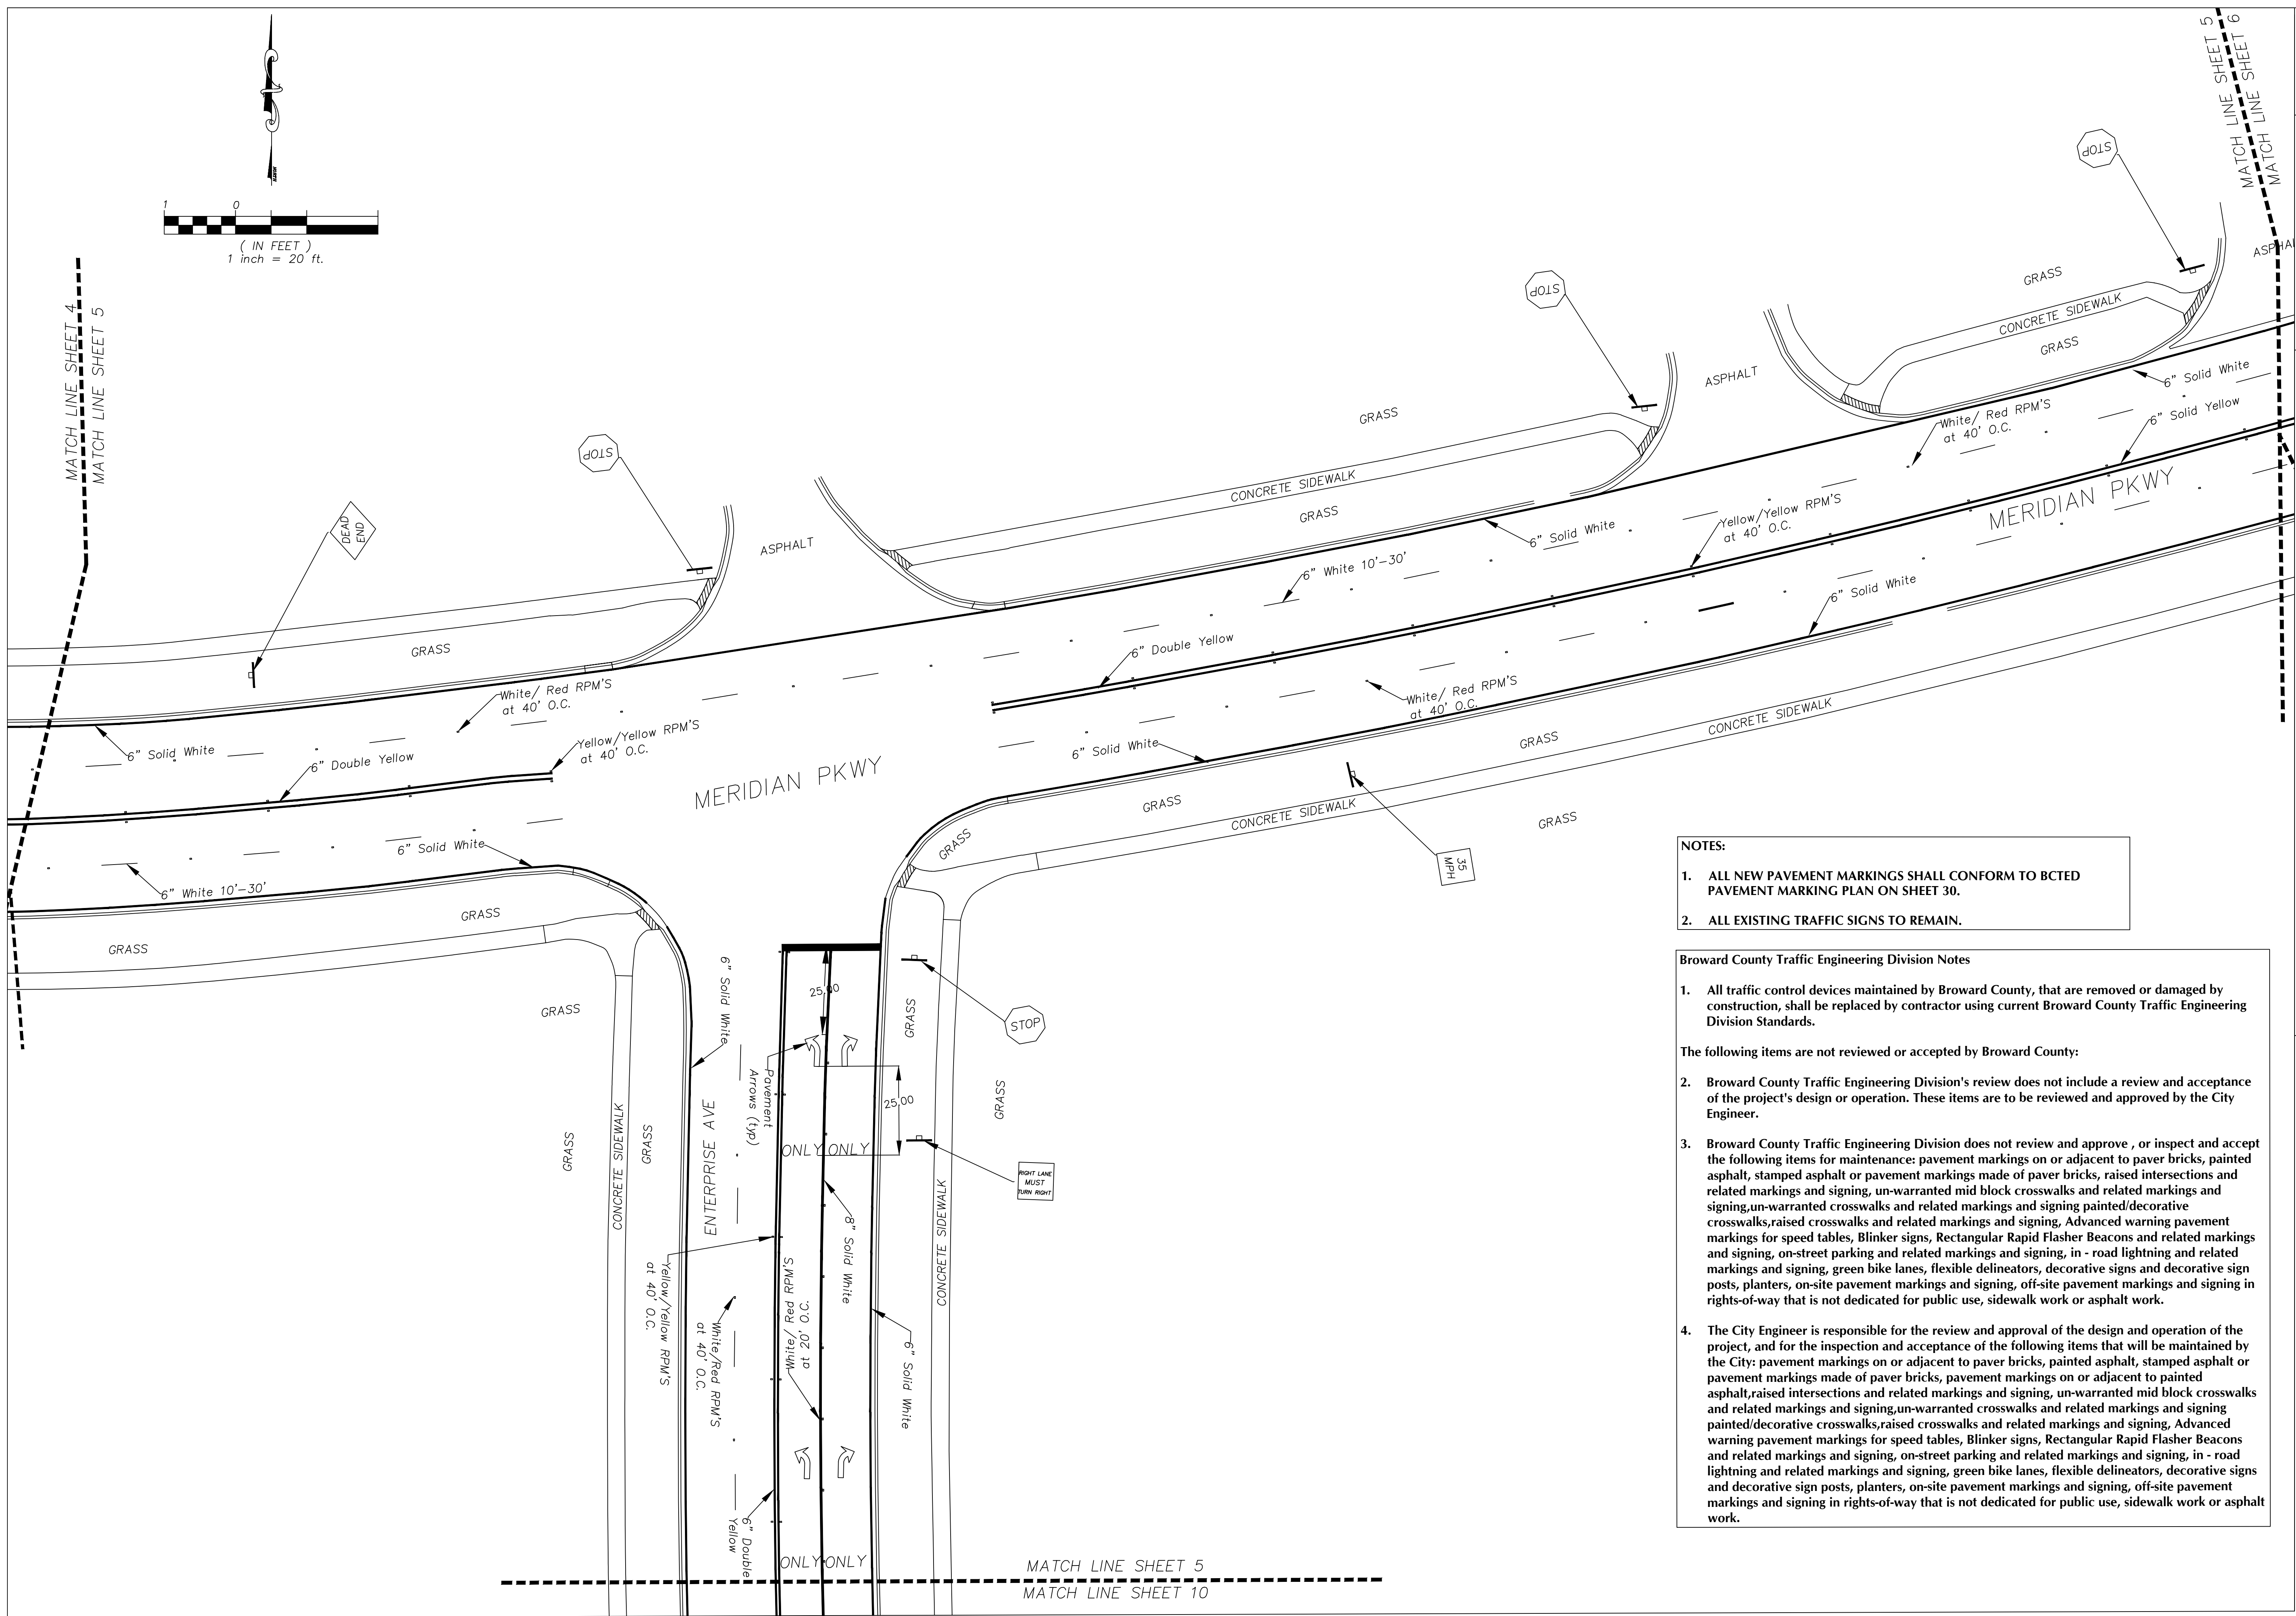 NORTH
1
0
( IN FEET )
1 inch = 20 ft.
MATCH LINE SHEET 4
MATCH LINE SHEET 5
MATCH LINE SHEET 5
MATCH LINE SHEET 6
STOP
STOP
STOP
DEAD
END
ASPHALT
GRASS
CONCRETE SIDEWALK
GRASS
ASPHALT
GRASS
CONCRETE SIDEWALK
GRASS
ASPHALT
GRASS
6" Solid White
White/ Red RPM'S
at 40' O.C.
6" Solid Yellow
MERIDIAN PKWY
Yellow/Yellow RPM'S
at 40' O.C.
6" Solid White
6" White 10'-30'
6" Solid White
6" Double Yellow
White/ Red RPM'S
at 40' O.C.
White/ Red RPM'S
at 40' O.C.
Yellow/Yellow RPM'S
at 40' O.C.
6" Solid White
6" Double Yellow
MERIDIAN PKWY
6" Solid White
GRASS
CONCRETE SIDEWALK
GRASS
CONCRETE SIDEWALK
GRASS
GRASS
35
MPH
6" Solid White
6" White 10'-30'
GRASS
GRASS
GRASS
6" Solid White
25.00
GRASS
STOP
Pavement
Arrows (typ)
25.00
GRASS
GRASS
CONCRETE SIDEWALK
GRASS
ENTERPRISE AVE
ONLY ONLY
RIGHT LANE
MUST
TURN RIGHT
CONCRETE SIDEWALK
8" Solid White
Yellow/Yellow RPM'S
at 40' O.C.
White/Red RPM'S
at 40' O.C.
White/ Red RPM'S
at 20' O.C.
6" Solid White
6" Double
Yellow
ONLY ONLY
MATCH LINE SHEET 5
MATCH LINE SHEET 10
NOTES:
1. ALL NEW PAVEMENT MARKINGS SHALL CONFORM TO BCTED
PAVEMENT MARKING PLAN ON SHEET 30.
2. ALL EXISTING TRAFFIC SIGNS TO REMAIN.
Broward County Traffic Engineering Division Notes
1. All traffic control devices maintained by Broward County, that are removed or damaged by
construction, shall be replaced by contractor using current Broward County Traffic Engineering
Division Standards.
The following items are not reviewed or accepted by Broward County:
2. Broward County Traffic Engineering Division's review does not include a review and acceptance
of the project's design or operation. These items are to be reviewed and approved by the City
Engineer.
3. Broward County Traffic Engineering Division does not review and approve , or inspect and accept
the following items for maintenance: pavement markings on or adjacent to paver bricks, painted
asphalt, stamped asphalt or pavement markings made of paver bricks, raised intersections and
related markings and signing, un-warranted mid block crosswalks and related markings and
signing,un-warranted crosswalks and related markings and signing painted/decorative
crosswalks,raised crosswalks and related markings and signing, Advanced warning pavement
markings for speed tables, Blinker signs, Rectangular Rapid Flasher Beacons and related markings
and signing, on-street parking and related markings and signing, in - road lightning and related
markings and signing, green bike lanes, flexible delineators, decorative signs and decorative sign
posts, planters, on-site pavement markings and signing, off-site pavement markings and signing in
rights-of-way that is not dedicated for public use, sidewalk work or asphalt work.
4. The City Engineer is responsible for the review and approval of the design and operation of the
project, and for the inspection and acceptance of the following items that will be maintained by
the City: pavement markings on or adjacent to paver bricks, painted asphalt, stamped asphalt or
pavement markings made of paver bricks, pavement markings on or adjacent to painted
asphalt,raised intersections and related markings and signing, un-warranted mid block crosswalks
and related markings and signing,un-warranted crosswalks and related markings and signing
painted/decorative crosswalks,raised crosswalks and related markings and signing, Advanced
warning pavement markings for speed tables, Blinker signs, Rectangular Rapid Flasher Beacons
and related markings and signing, on-street parking and related markings and signing, in - road
lightning and related markings and signing, green bike lanes, flexible delineators, decorative signs
and decorative sign posts, planters, on-site pavement markings and signing, off-site pavement
markings and signing in rights-of-way that is not dedicated for public use, sidewalk work or asphalt
work.